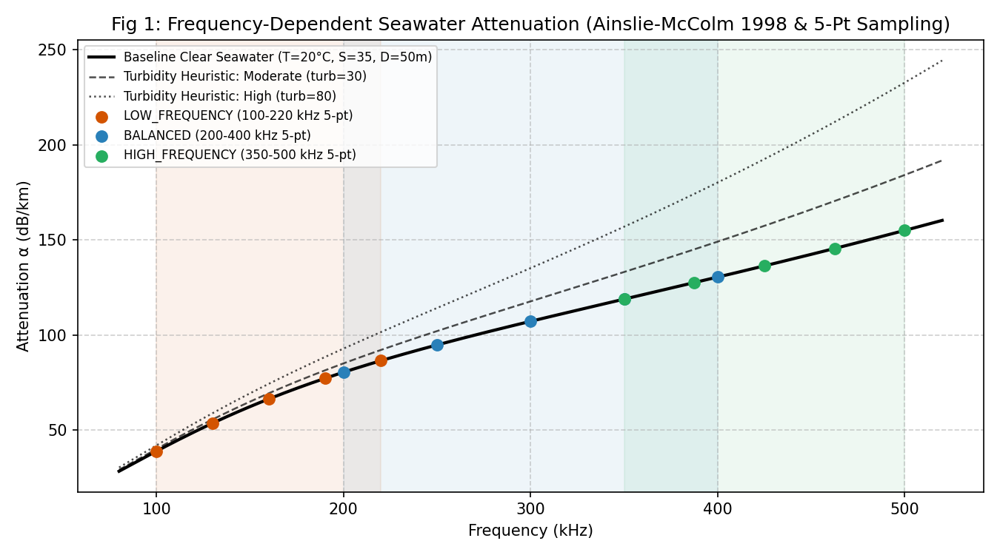 Fig 1: Frequency-Dependent Seawater Attenuation (Ainslie-McColm 1998 & 5-Pt Sampling)
Baseline Clear Seawater (T=20°C, S=35, D=50m)
Turbidity Heuristic: Moderate (turb=30)
Turbidity Heuristic: High (turb=80)
LOW_FREQUENCY (100-220 kHz 5-pt)
BALANCED (200-400 kHz 5-pt)
HIGH_FREQUENCY (350-500 kHz 5-pt)
Attenuation α (dB/km)
250
200
150
100
50
100 200 300 400 500
Frequency (kHz)